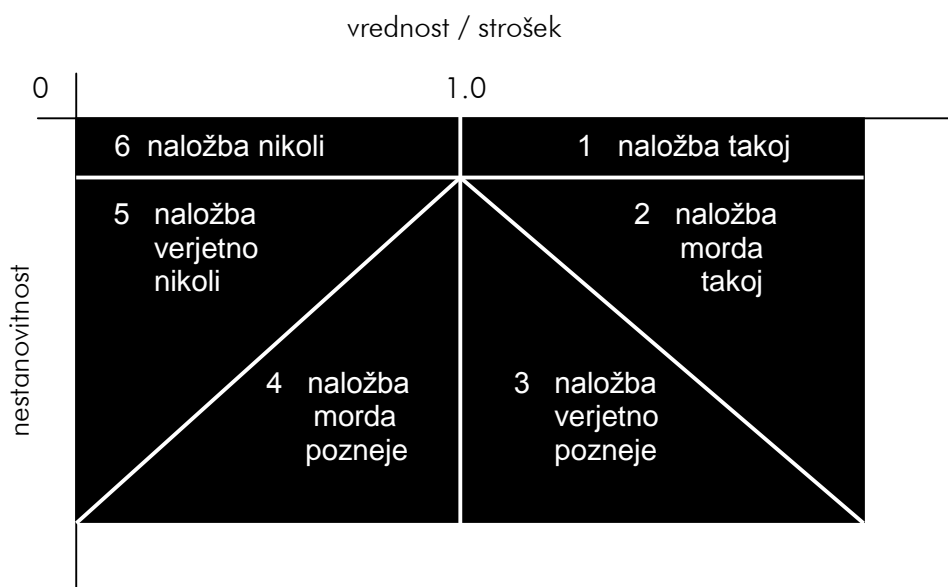 vrednost / strošek
0
1.0
6 naložba nikoli
1 naložba takoj
5 naložba
verjetno
nikoli
2 naložba
morda
takoj
nestanovitnost
4 naložba
morda
pozneje
3 naložba
verjetno
pozneje